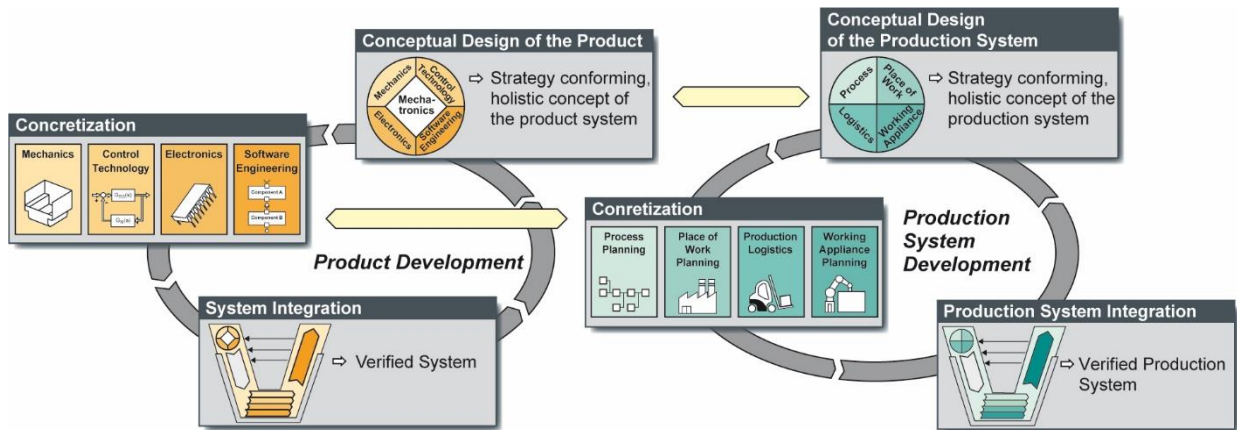 Conceptual Design of the Product
Mechanics
Control
Technology
Mecha-
tronics
Electronics
Software
Engineering
⇨ Strategy conforming,
holistic concept of
the product system
Conceptual Design
of the Production System
Process
Place of
Work
Logistics
Working
Appliance
⇨ Strategy conforming,
holistic concept of the
production system
Concretization
Mechanics
Control
Technology
Electronics
Software
Engineering
Component A
Component B
Product Development
Conretization
Process
Planning
Place of
Work
Planning
Production
Logistics
Working
Appliance
Planning
Production
System
Development
System Integration
⇨ Verified System
Production System Integration
⇨ Verified Production
System